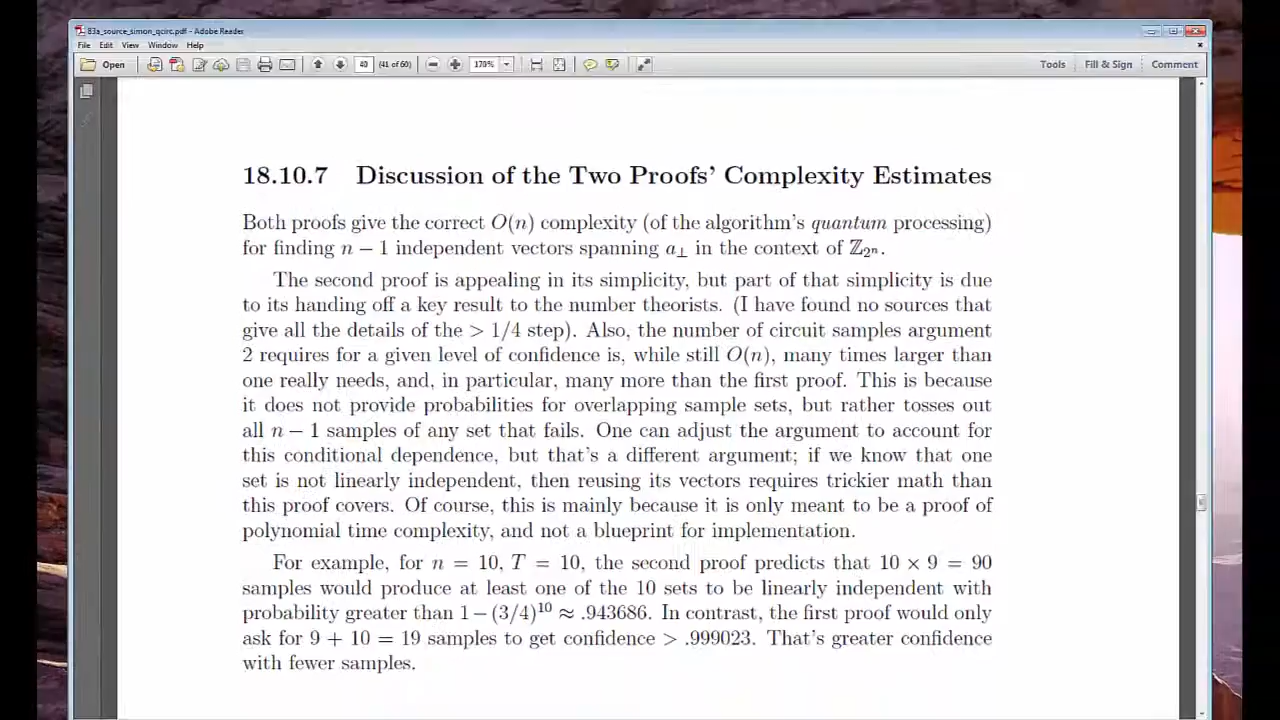 83a_source_simon_qcirc.pdf - Adobe Reader
File Edit View Window Help
Open 40 (41 of 60) 170% Tools Fill & Sign Comment
18.10.7 Discussion of the Two Proofs' Complexity Estimates
Both proofs give the correct O(n) complexity (of the algorithm's quantum processing)
for finding n − 1 independent vectors spanning a⊥ in the context of ℤ₂ⁿ.
The second proof is appealing in its simplicity, but part of that simplicity is due
to its handing off a key result to the number theorists. (I have found no sources that
give all the details of the > 1/4 step). Also, the number of circuit samples argument
2 requires for a given level of confidence is, while still O(n), many times larger than
one really needs, and, in particular, many more than the first proof. This is because
it does not provide probabilities for overlapping sample sets, but rather tosses out
all n − 1 samples of any set that fails. One can adjust the argument to account for
this conditional dependence, but that's a different argument; if we know that one
set is not linearly independent, then reusing its vectors requires trickier math than
this proof covers. Of course, this is mainly because it is only meant to be a proof of
polynomial time complexity, and not a blueprint for implementation.
For example, for n = 10, T = 10, the second proof predicts that 10 × 9 = 90
samples would produce at least one of the 10 sets to be linearly independent with
probability greater than 1 − (3/4)¹⁰ ≈ .943686. In contrast, the first proof would only
ask for 9 + 10 = 19 samples to get confidence > .999023. That's greater confidence
with fewer samples.